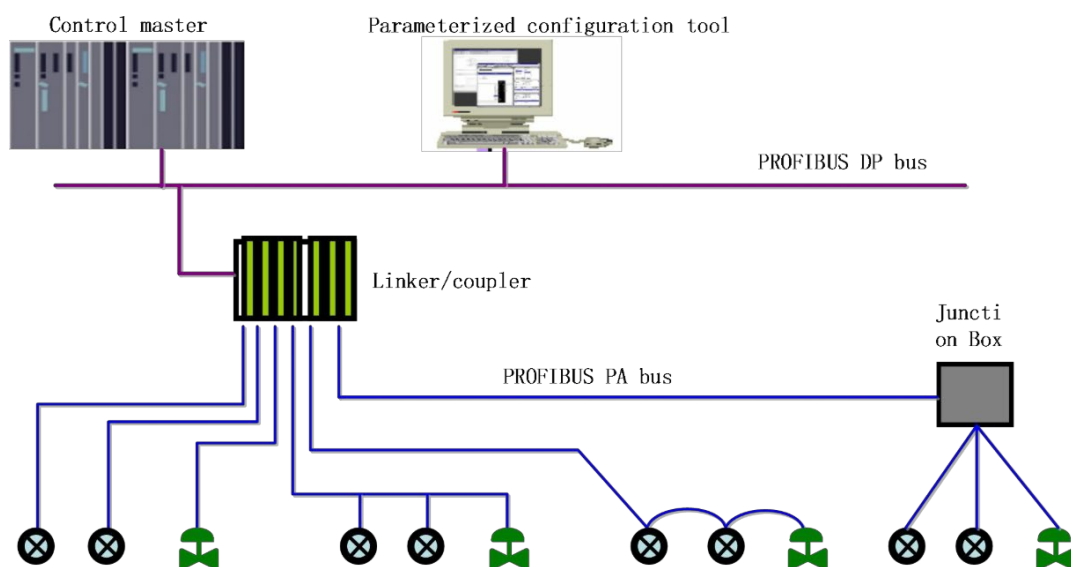 Control master
Parameterized configuration tool
PROFIBUS DP bus
Linker/coupler
Juncti
on Box
PROFIBUS PA bus